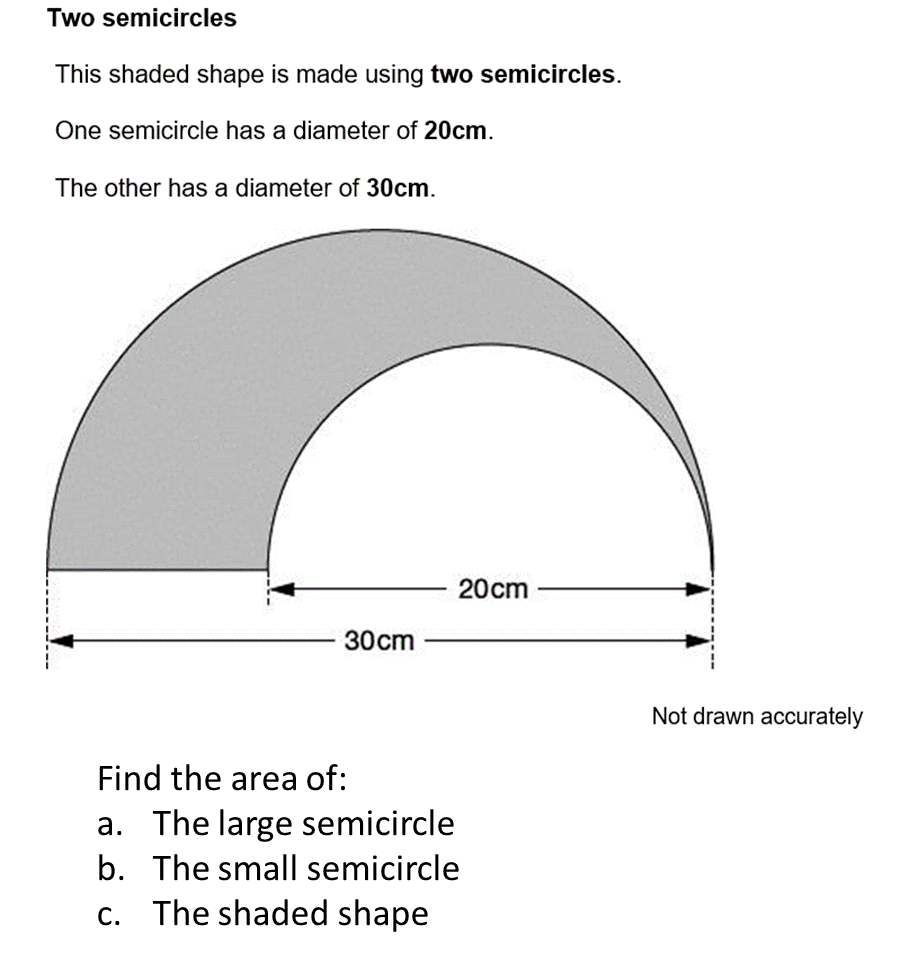 Two semicircles
This shaded shape is made using two semicircles.
One semicircle has a diameter of 20cm.
The other has a diameter of 30cm.
20cm
30cm
Not drawn accurately
Find the area of:
a. The large semicircle
b. The small semicircle
c. The shaded shape